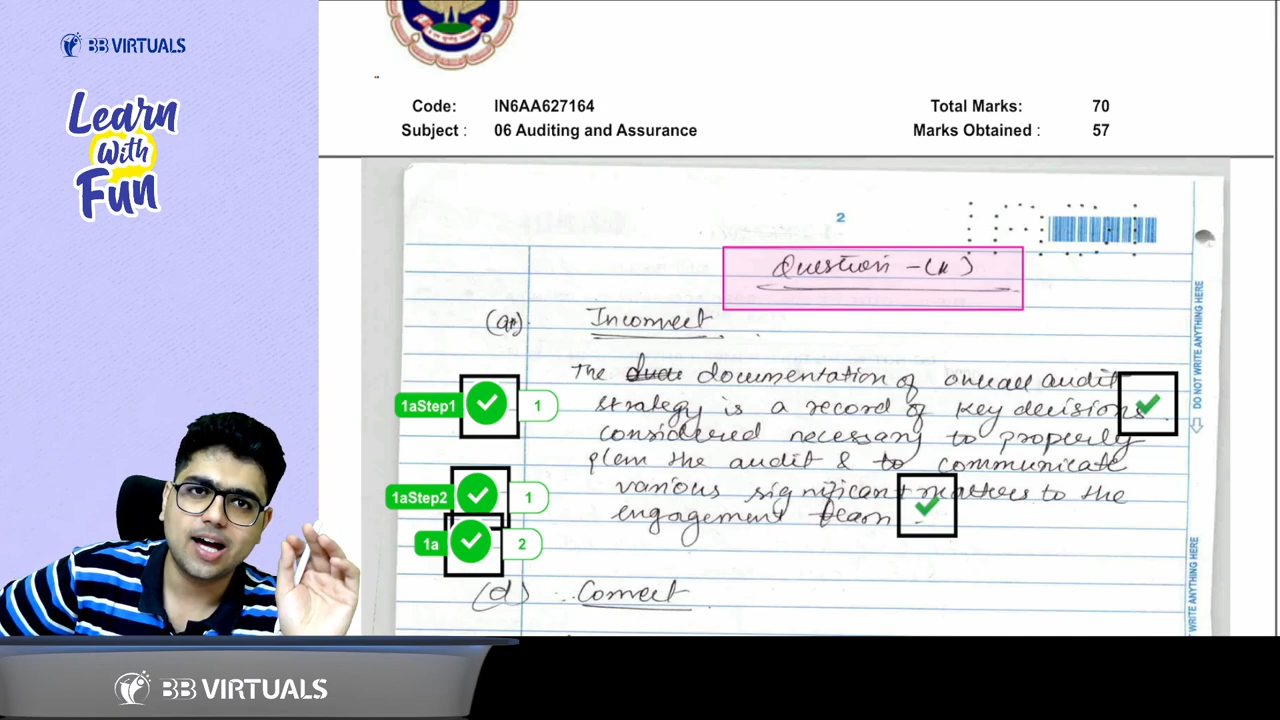 BB VIRTUALS
Learn
With
Fun
Code: IN6AA627164 Total Marks: 70
Subject : 06 Auditing and Assurance Marks Obtained : 57
2
Question -(1)
(a) Incorrect
The documentation of overall audit
1aStep1 1 strategy is a record of key decisions
considered necessary to properly
plan the audit & to communicate
1aStep2 1 various significant matters to the
engagement team.
1a 2
(d) Correct
DO NOT WRITE ANYTHING HERE
WRITE ANYTHING HERE
BB VIRTUALS